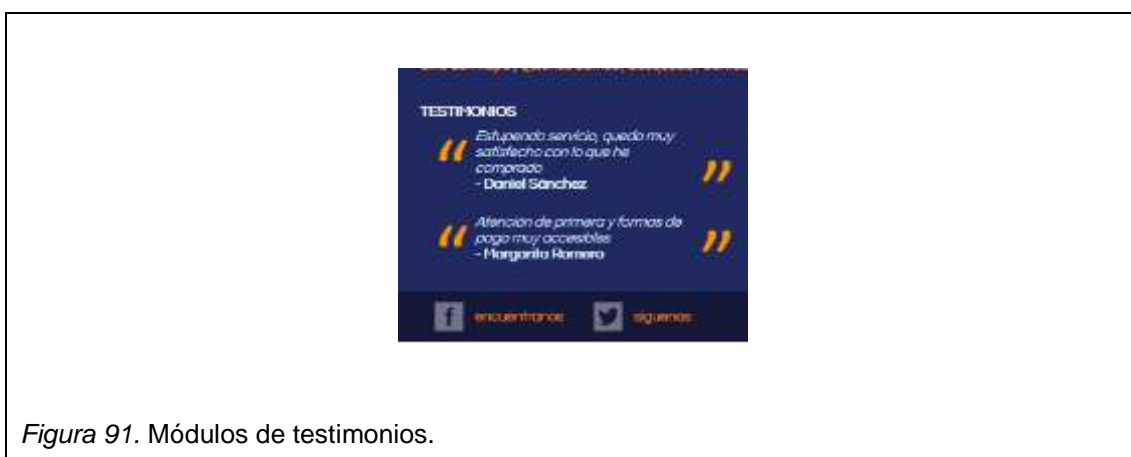 TESTIMONIOS
“ Estupendo servicio, quedo muy
satisfecho con lo que he
comprado ”
- Daniel Sánchez
“ Atención de primera y formas de
pago muy accesibles ”
- Margarita Romero
f encuéntranos síguenos
Figura 91. Módulos de testimonios.